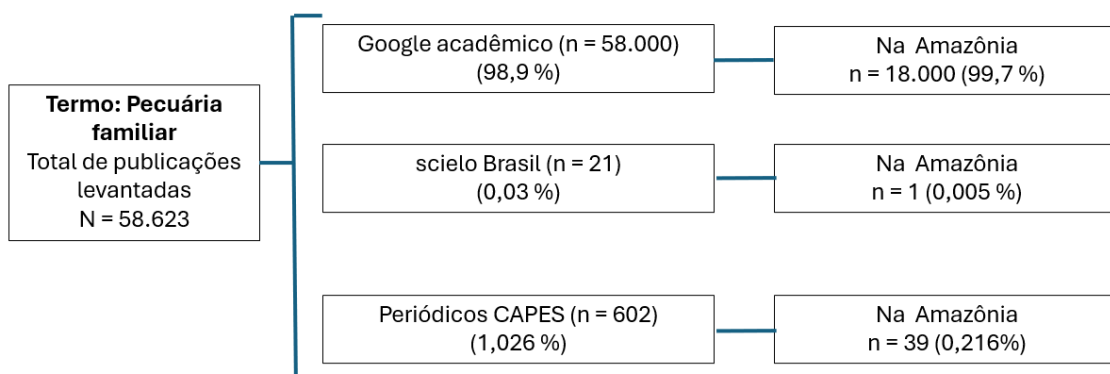 Termo: Pecuária
familiar
Total de publicações
levantadas
N = 58.623
Google acadêmico (n = 58.000)
(98,9 %)
Na Amazônia
n = 18.000 (99,7 %)
scielo Brasil (n = 21)
(0,03 %)
Na Amazônia
n = 1 (0,005 %)
Periódicos CAPES (n = 602)
(1,026 %)
Na Amazônia
n = 39 (0,216%)